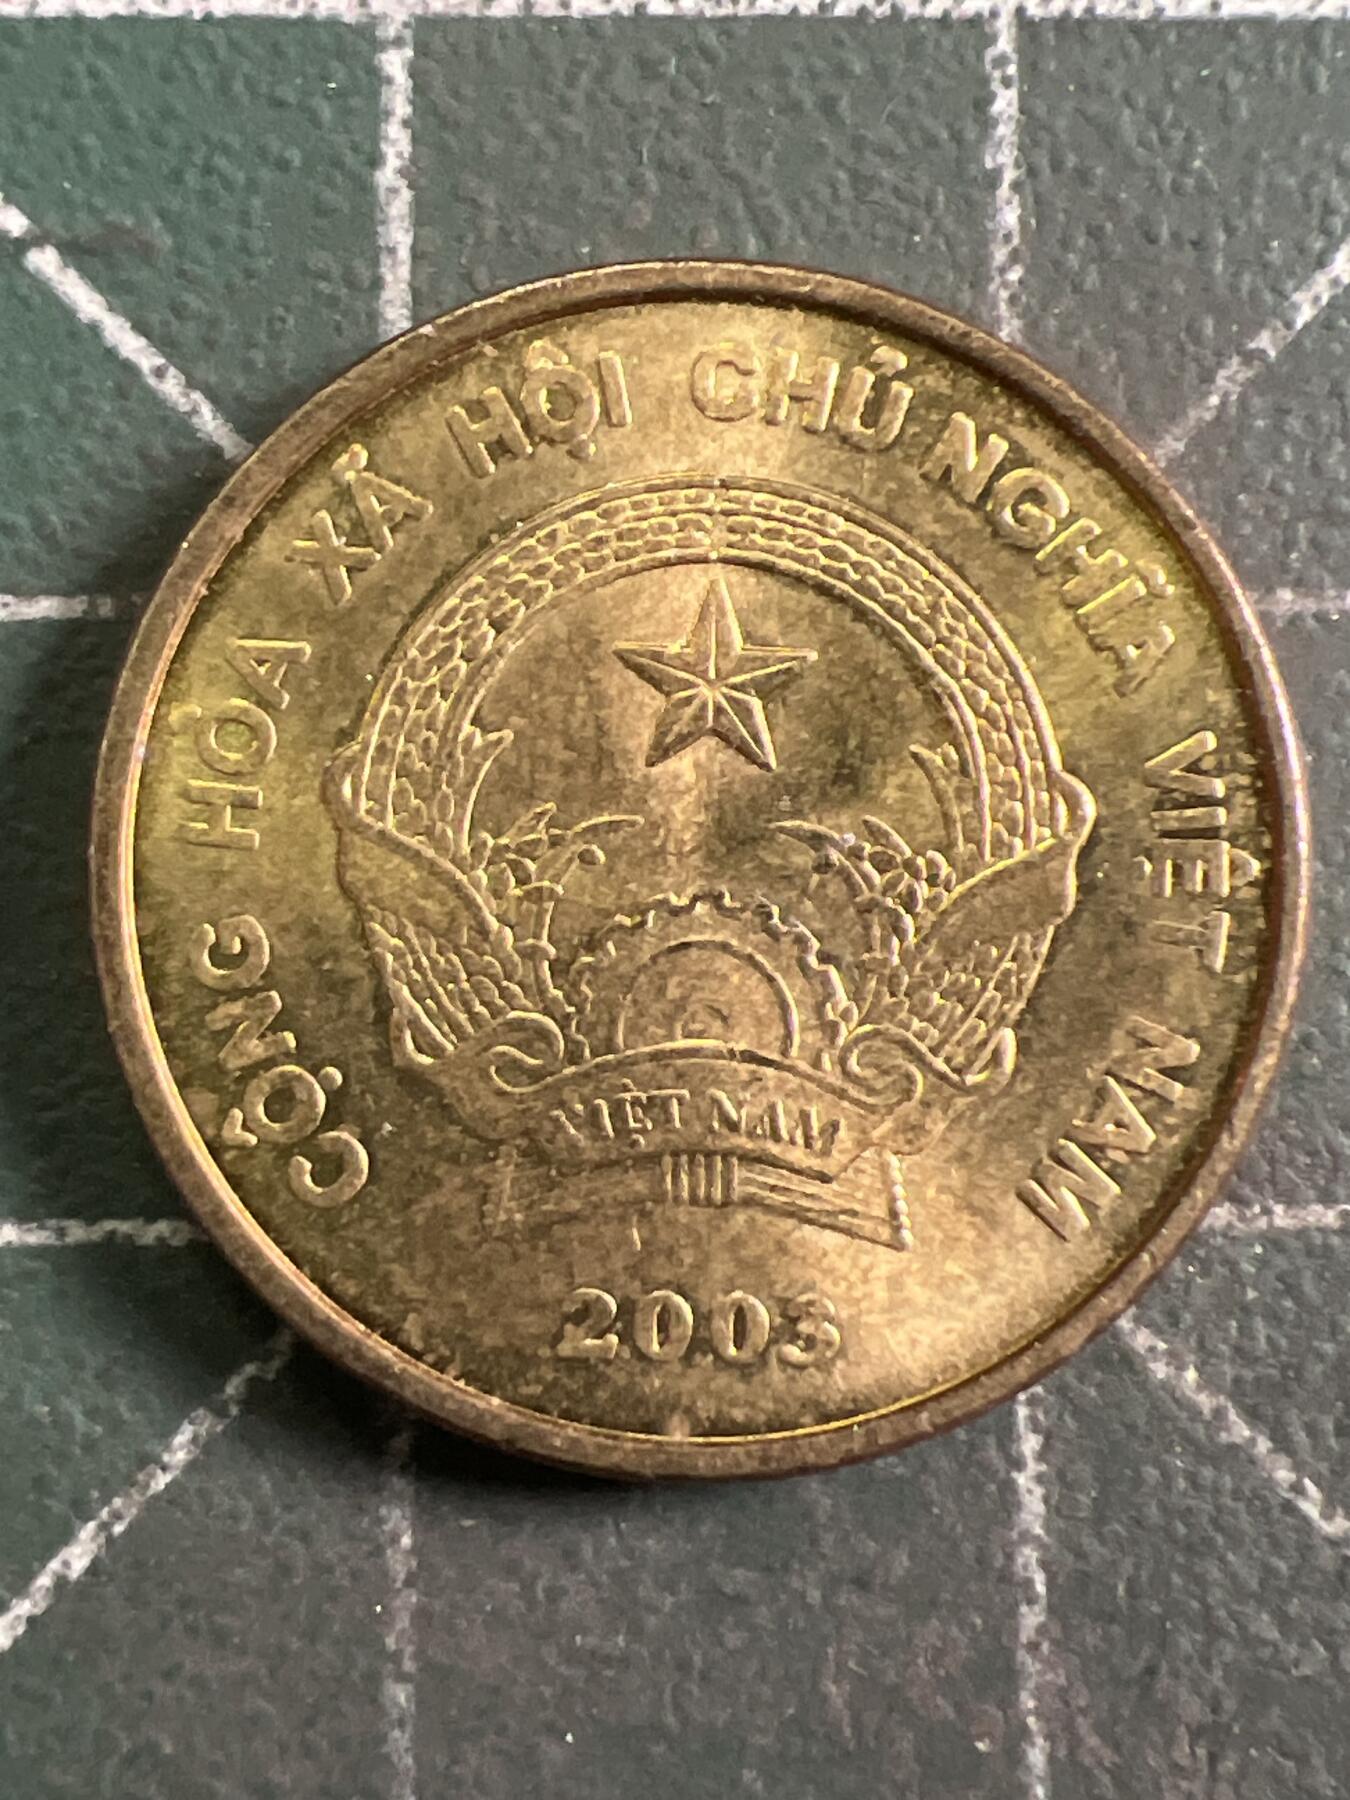 CỘNG HÒA XÃ HỘI CHỦ NGHĨA VIỆT NAM
VIỆT NAM
2003